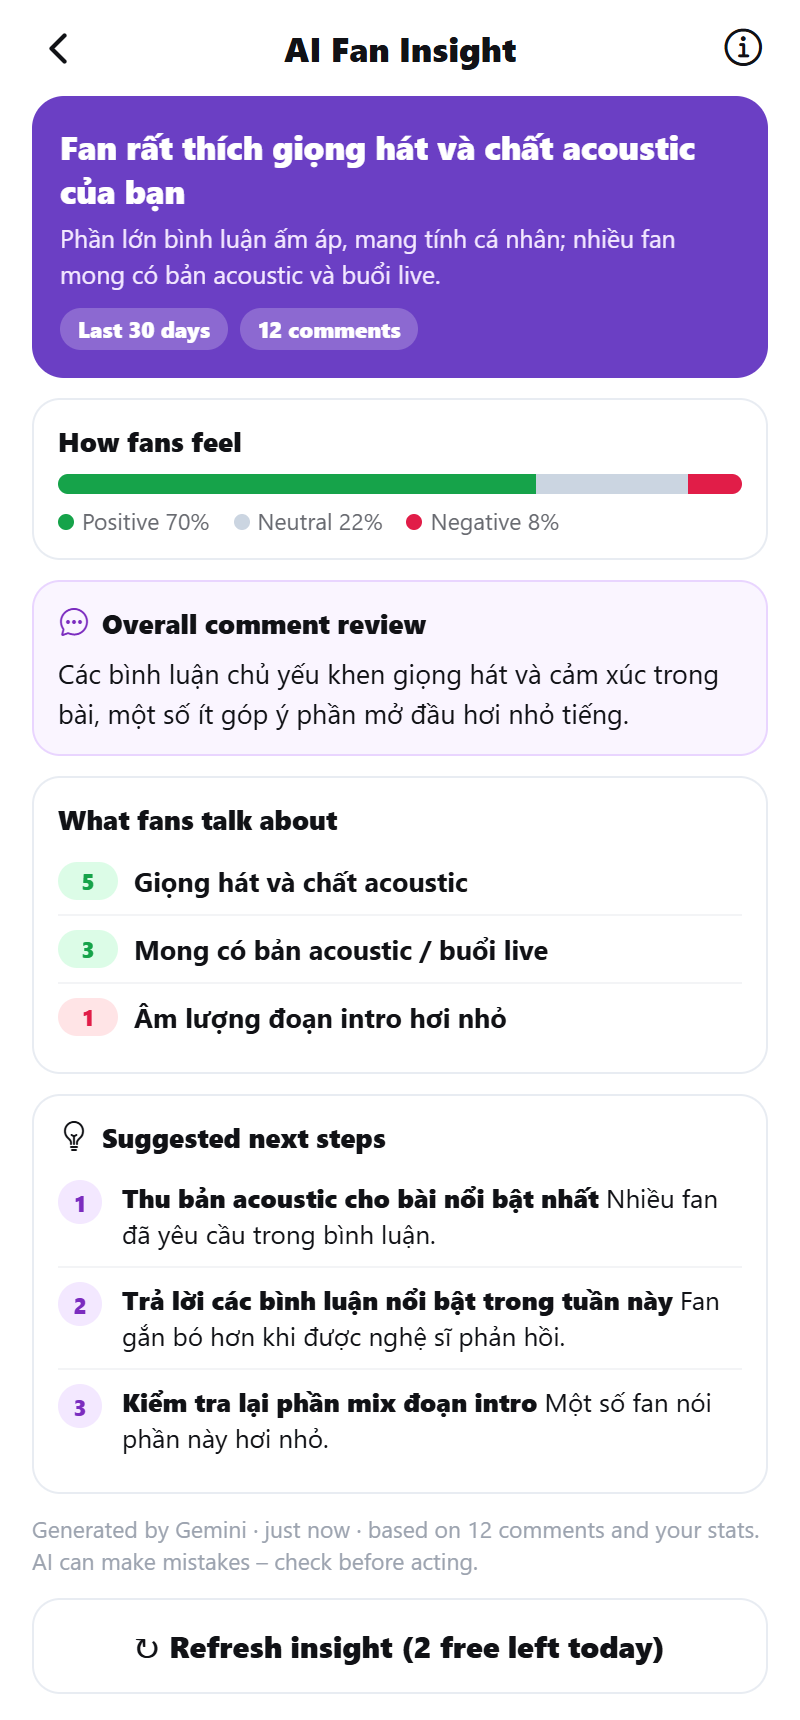 AI Fan Insight
Fan rất thích giọng hát và chất acoustic
của bạn
Phần lớn bình luận ấm áp, mang tính cá nhân; nhiều fan
mong có bản acoustic và buổi live.
Last 30 days
12 comments
How fans feel
Positive 70%
Neutral 22%
Negative 8%
Overall comment review
Các bình luận chủ yếu khen giọng hát và cảm xúc trong
bài, một số ít góp ý phần mở đầu hơi nhỏ tiếng.
What fans talk about
5 Giọng hát và chất acoustic
3 Mong có bản acoustic / buổi live
1 Âm lượng đoạn intro hơi nhỏ
Suggested next steps
1 Thu bản acoustic cho bài nổi bật nhất Nhiều fan
đã yêu cầu trong bình luận.
2 Trả lời các bình luận nổi bật trong tuần này Fan
gắn bó hơn khi được nghệ sĩ phản hồi.
3 Kiểm tra lại phần mix đoạn intro Một số fan nói
phần này hơi nhỏ.
Generated by Gemini · just now · based on 12 comments and your stats.
AI can make mistakes – check before acting.
↻ Refresh insight (2 free left today)